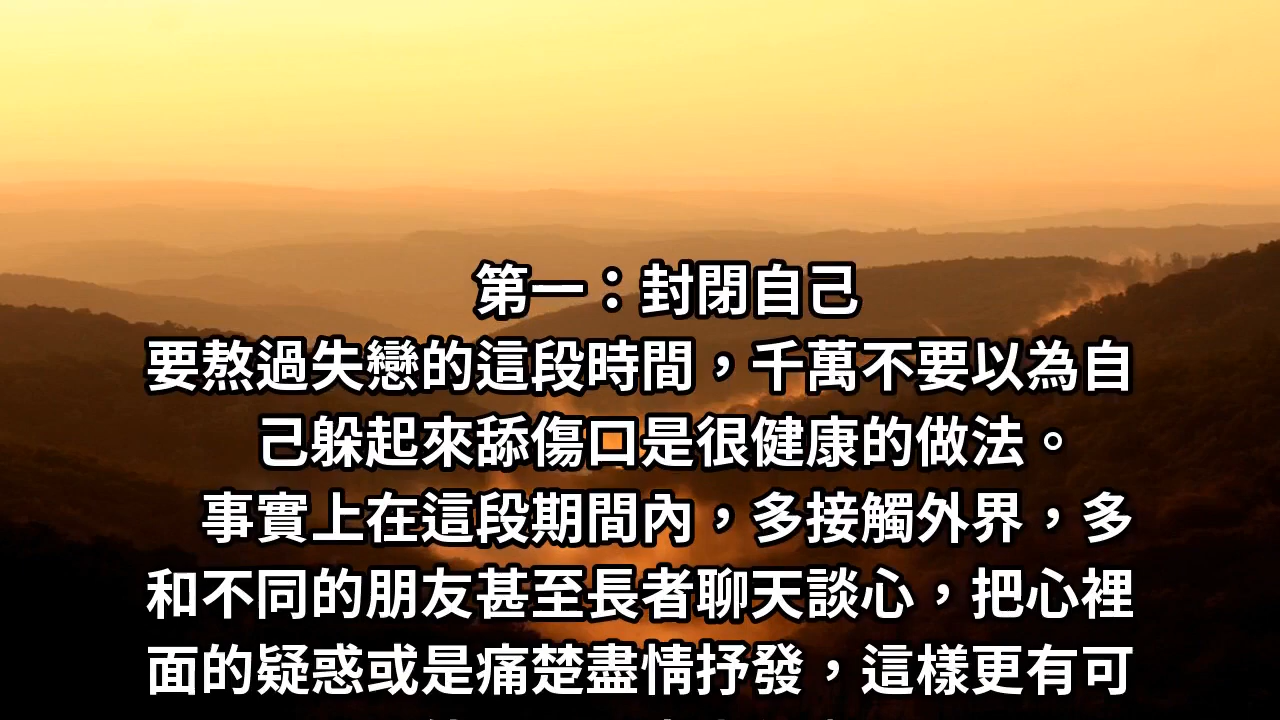 第一：封閉自己
要熬過失戀的這段時間，千萬不要以為自
己躲起來舔傷口是很健康的做法。
事實上在這段期間內，多接觸外界，多
和不同的朋友甚至長者聊天談心，把心裡
面的疑惑或是痛楚盡情抒發，這樣更有可